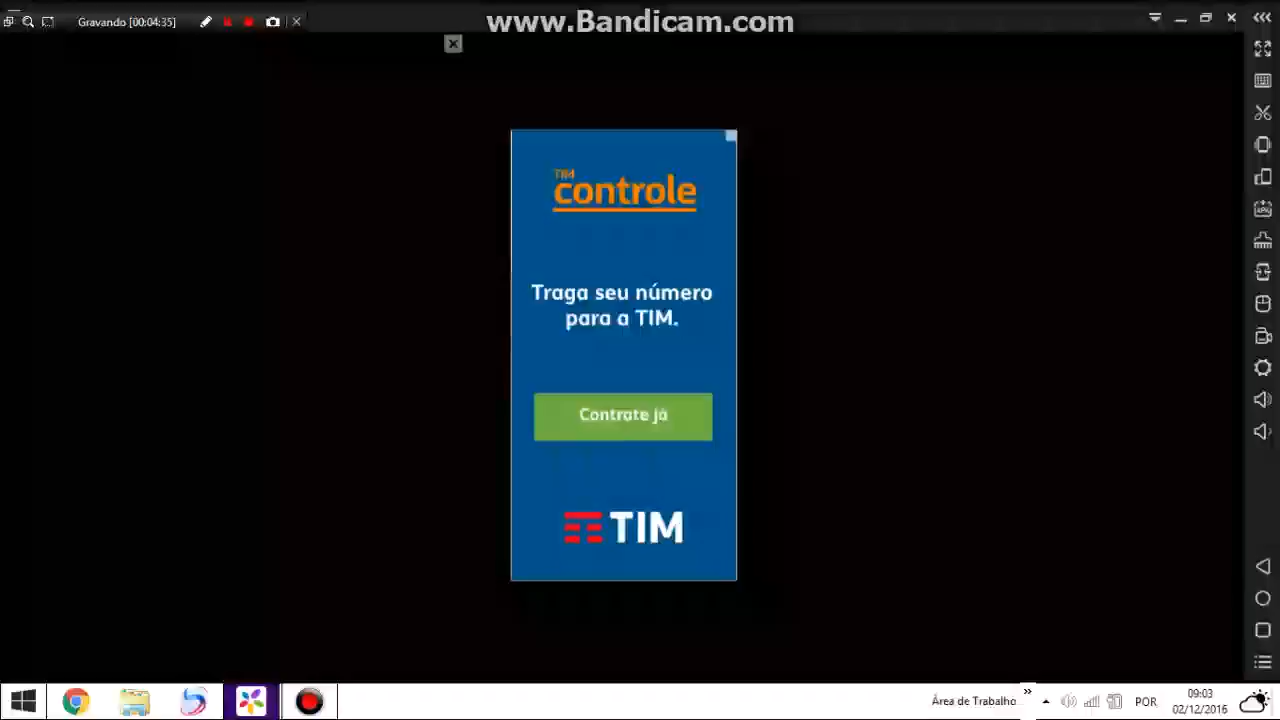 Gravando [00:04:35]
www.Bandicam.com
TIM
controle
Traga seu número
para a TIM.
Contrate já
TIM
Área de Trabalho
»
POR
09:03
02/12/2016